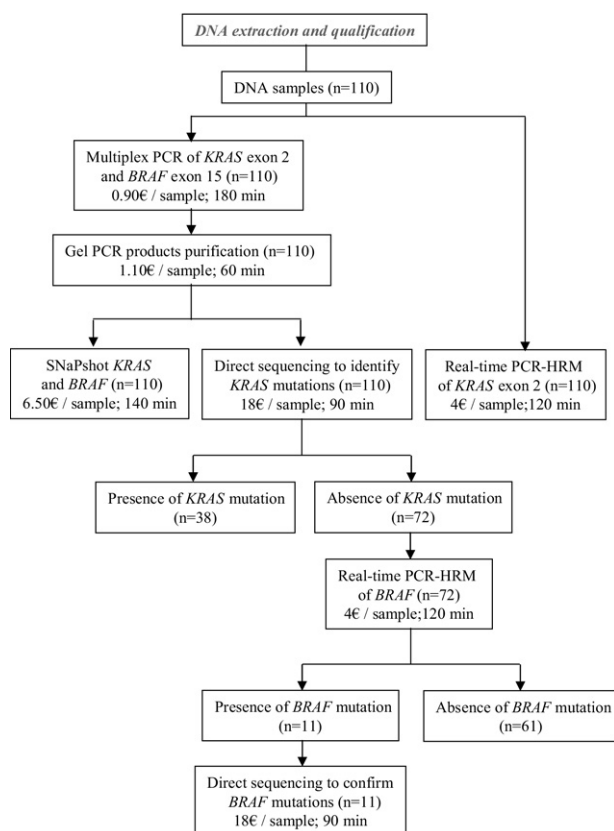 DNA extraction and qualification
DNA samples (n=110)
Multiplex PCR of KRAS exon 2
and BRAF exon 15 (n=110)
0.90€ / sample; 180 min
Gel PCR products purification (n=110)
1.10€ / sample; 60 min
SNaPshot KRAS
and BRAF (n=110)
6.50€ / sample; 140 min
Direct sequencing to identify
KRAS mutations (n=110)
18€ / sample; 90 min
Real-time PCR-HRM
of KRAS exon 2 (n=110)
4€ / sample;120 min
Presence of KRAS mutation
(n=38)
Absence of KRAS mutation
(n=72)
Real-time PCR-HRM
of BRAF (n=72)
4€ / sample;120 min
Presence of BRAF mutation
(n=11)
Absence of BRAF mutation
(n=61)
Direct sequencing to confirm
BRAF mutations (n=11)
18€ / sample; 90 min